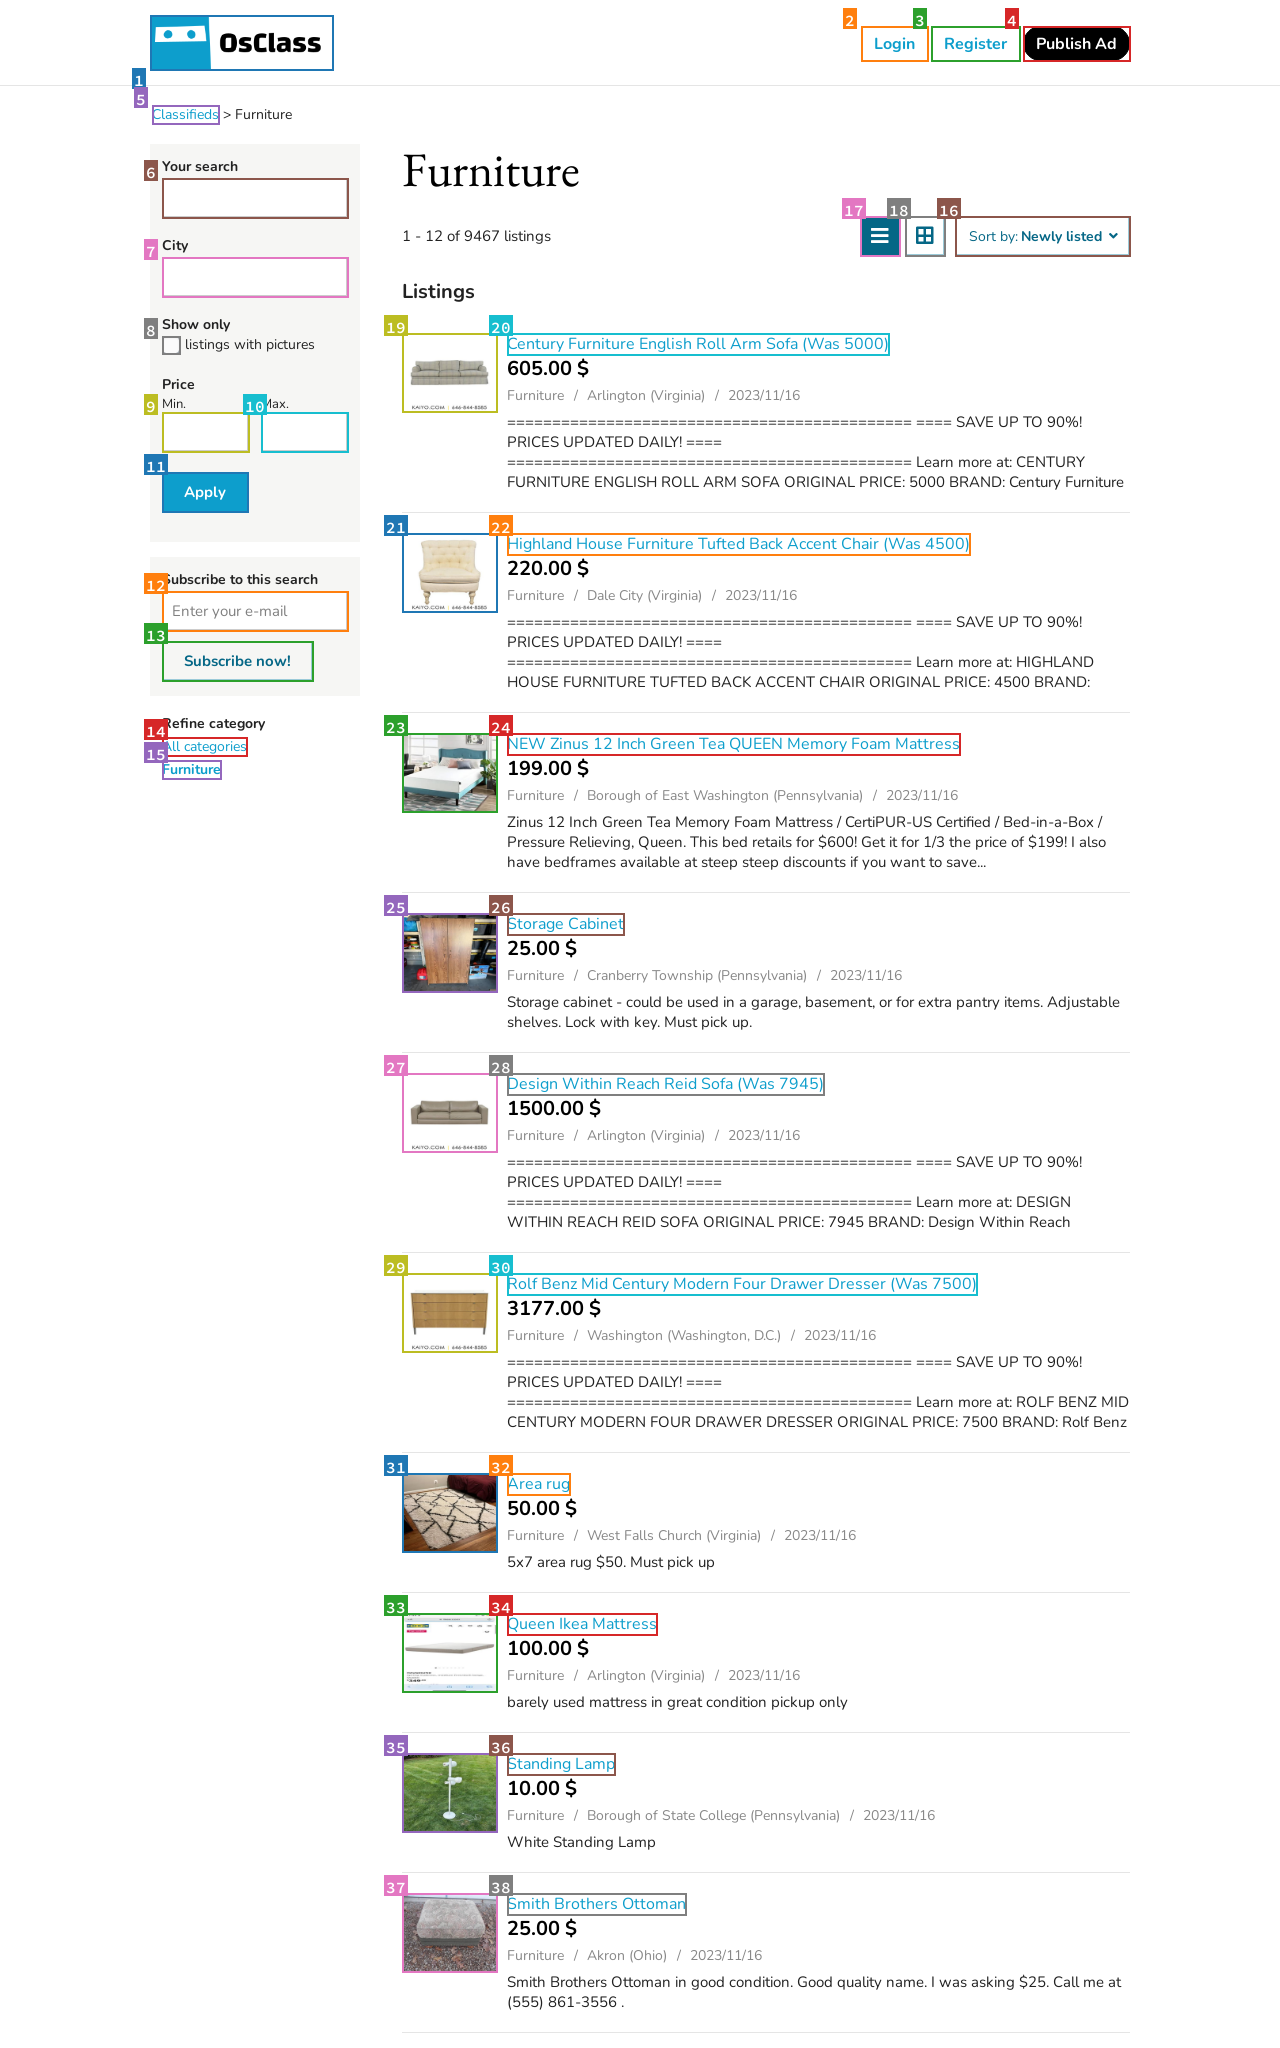 OsClass
2
3
4
Login
Register
Publish Ad
1
5
Classifieds > Furniture
6
Your search
7
City
8
Show only
listings with pictures
Price
9
Min.
10
Max.
11
Apply
12
Subscribe to this search
Enter your e-mail
13
Subscribe now!
14
Refine category
All categories
15
Furniture
Furniture
1 - 12 of 9467 listings
17
18
16
Sort by: Newly listed
Listings
19
20
Century Furniture English Roll Arm Sofa (Was 5000)
605.00 $
Furniture / Arlington (Virginia) / 2023/11/16
============================================= ==== SAVE UP TO 90%!
PRICES UPDATED DAILY! ====
============================================= Learn more at: CENTURY
FURNITURE ENGLISH ROLL ARM SOFA ORIGINAL PRICE: 5000 BRAND: Century Furniture
KAIYO.COM | 646-844-8585
21
22
Highland House Furniture Tufted Back Accent Chair (Was 4500)
220.00 $
Furniture / Dale City (Virginia) / 2023/11/16
============================================= ==== SAVE UP TO 90%!
PRICES UPDATED DAILY! ====
============================================= Learn more at: HIGHLAND
HOUSE FURNITURE TUFTED BACK ACCENT CHAIR ORIGINAL PRICE: 4500 BRAND:
KAIYO.COM | 646-844-8585
23
24
NEW Zinus 12 Inch Green Tea QUEEN Memory Foam Mattress
199.00 $
Furniture / Borough of East Washington (Pennsylvania) / 2023/11/16
Zinus 12 Inch Green Tea Memory Foam Mattress / CertiPUR-US Certified / Bed-in-a-Box /
Pressure Relieving, Queen. This bed retails for $600! Get it for 1/3 the price of $199! I also
have bedframes available at steep steep discounts if you want to save...
25
26
Storage Cabinet
25.00 $
Furniture / Cranberry Township (Pennsylvania) / 2023/11/16
Storage cabinet - could be used in a garage, basement, or for extra pantry items. Adjustable
shelves. Lock with key. Must pick up.
27
28
Design Within Reach Reid Sofa (Was 7945)
1500.00 $
Furniture / Arlington (Virginia) / 2023/11/16
============================================= ==== SAVE UP TO 90%!
PRICES UPDATED DAILY! ====
============================================= Learn more at: DESIGN
WITHIN REACH REID SOFA ORIGINAL PRICE: 7945 BRAND: Design Within Reach
KAIYO.COM | 646-844-8585
29
30
Rolf Benz Mid Century Modern Four Drawer Dresser (Was 7500)
3177.00 $
Furniture / Washington (Washington, D.C.) / 2023/11/16
============================================= ==== SAVE UP TO 90%!
PRICES UPDATED DAILY! ====
============================================= Learn more at: ROLF BENZ MID
CENTURY MODERN FOUR DRAWER DRESSER ORIGINAL PRICE: 7500 BRAND: Rolf Benz
KAIYO.COM | 646-844-8585
31
32
Area rug
50.00 $
Furniture / West Falls Church (Virginia) / 2023/11/16
5x7 area rug $50. Must pick up
33
34
Queen Ikea Mattress
100.00 $
Furniture / Arlington (Virginia) / 2023/11/16
barely used mattress in great condition pickup only
35
36
Standing Lamp
10.00 $
Furniture / Borough of State College (Pennsylvania) / 2023/11/16
White Standing Lamp
37
38
Smith Brothers Ottoman
25.00 $
Furniture / Akron (Ohio) / 2023/11/16
Smith Brothers Ottoman in good condition. Good quality name. I was asking $25. Call me at
(555) 861-3556 .